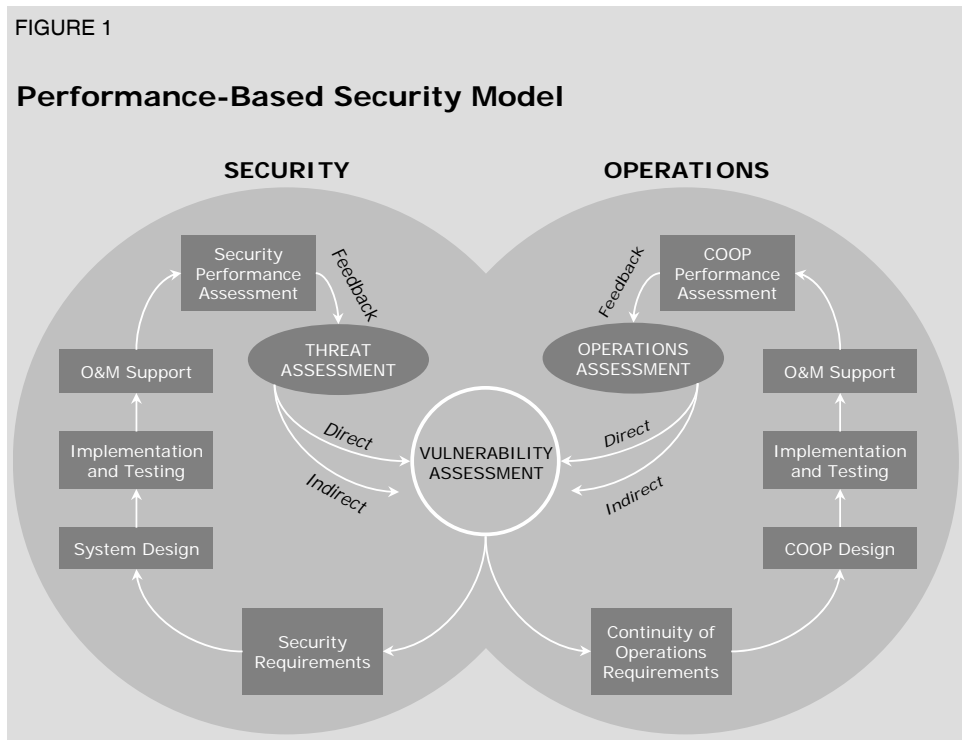 FIGURE 1
Performance-Based Security Model
SECURITY
OPERATIONS
Security
Performance
Assessment
Feedback
THREAT
ASSESSMENT
O&M Support
Implementation
and Testing
System Design
Security
Requirements
Direct
Indirect
VULNERABILITY
ASSESSMENT
COOP
Performance
Assessment
Feedback
OPERATIONS
ASSESSMENT
Direct
Indirect
O&M Support
Implementation
and Testing
COOP Design
Continuity of
Operations
Requirements